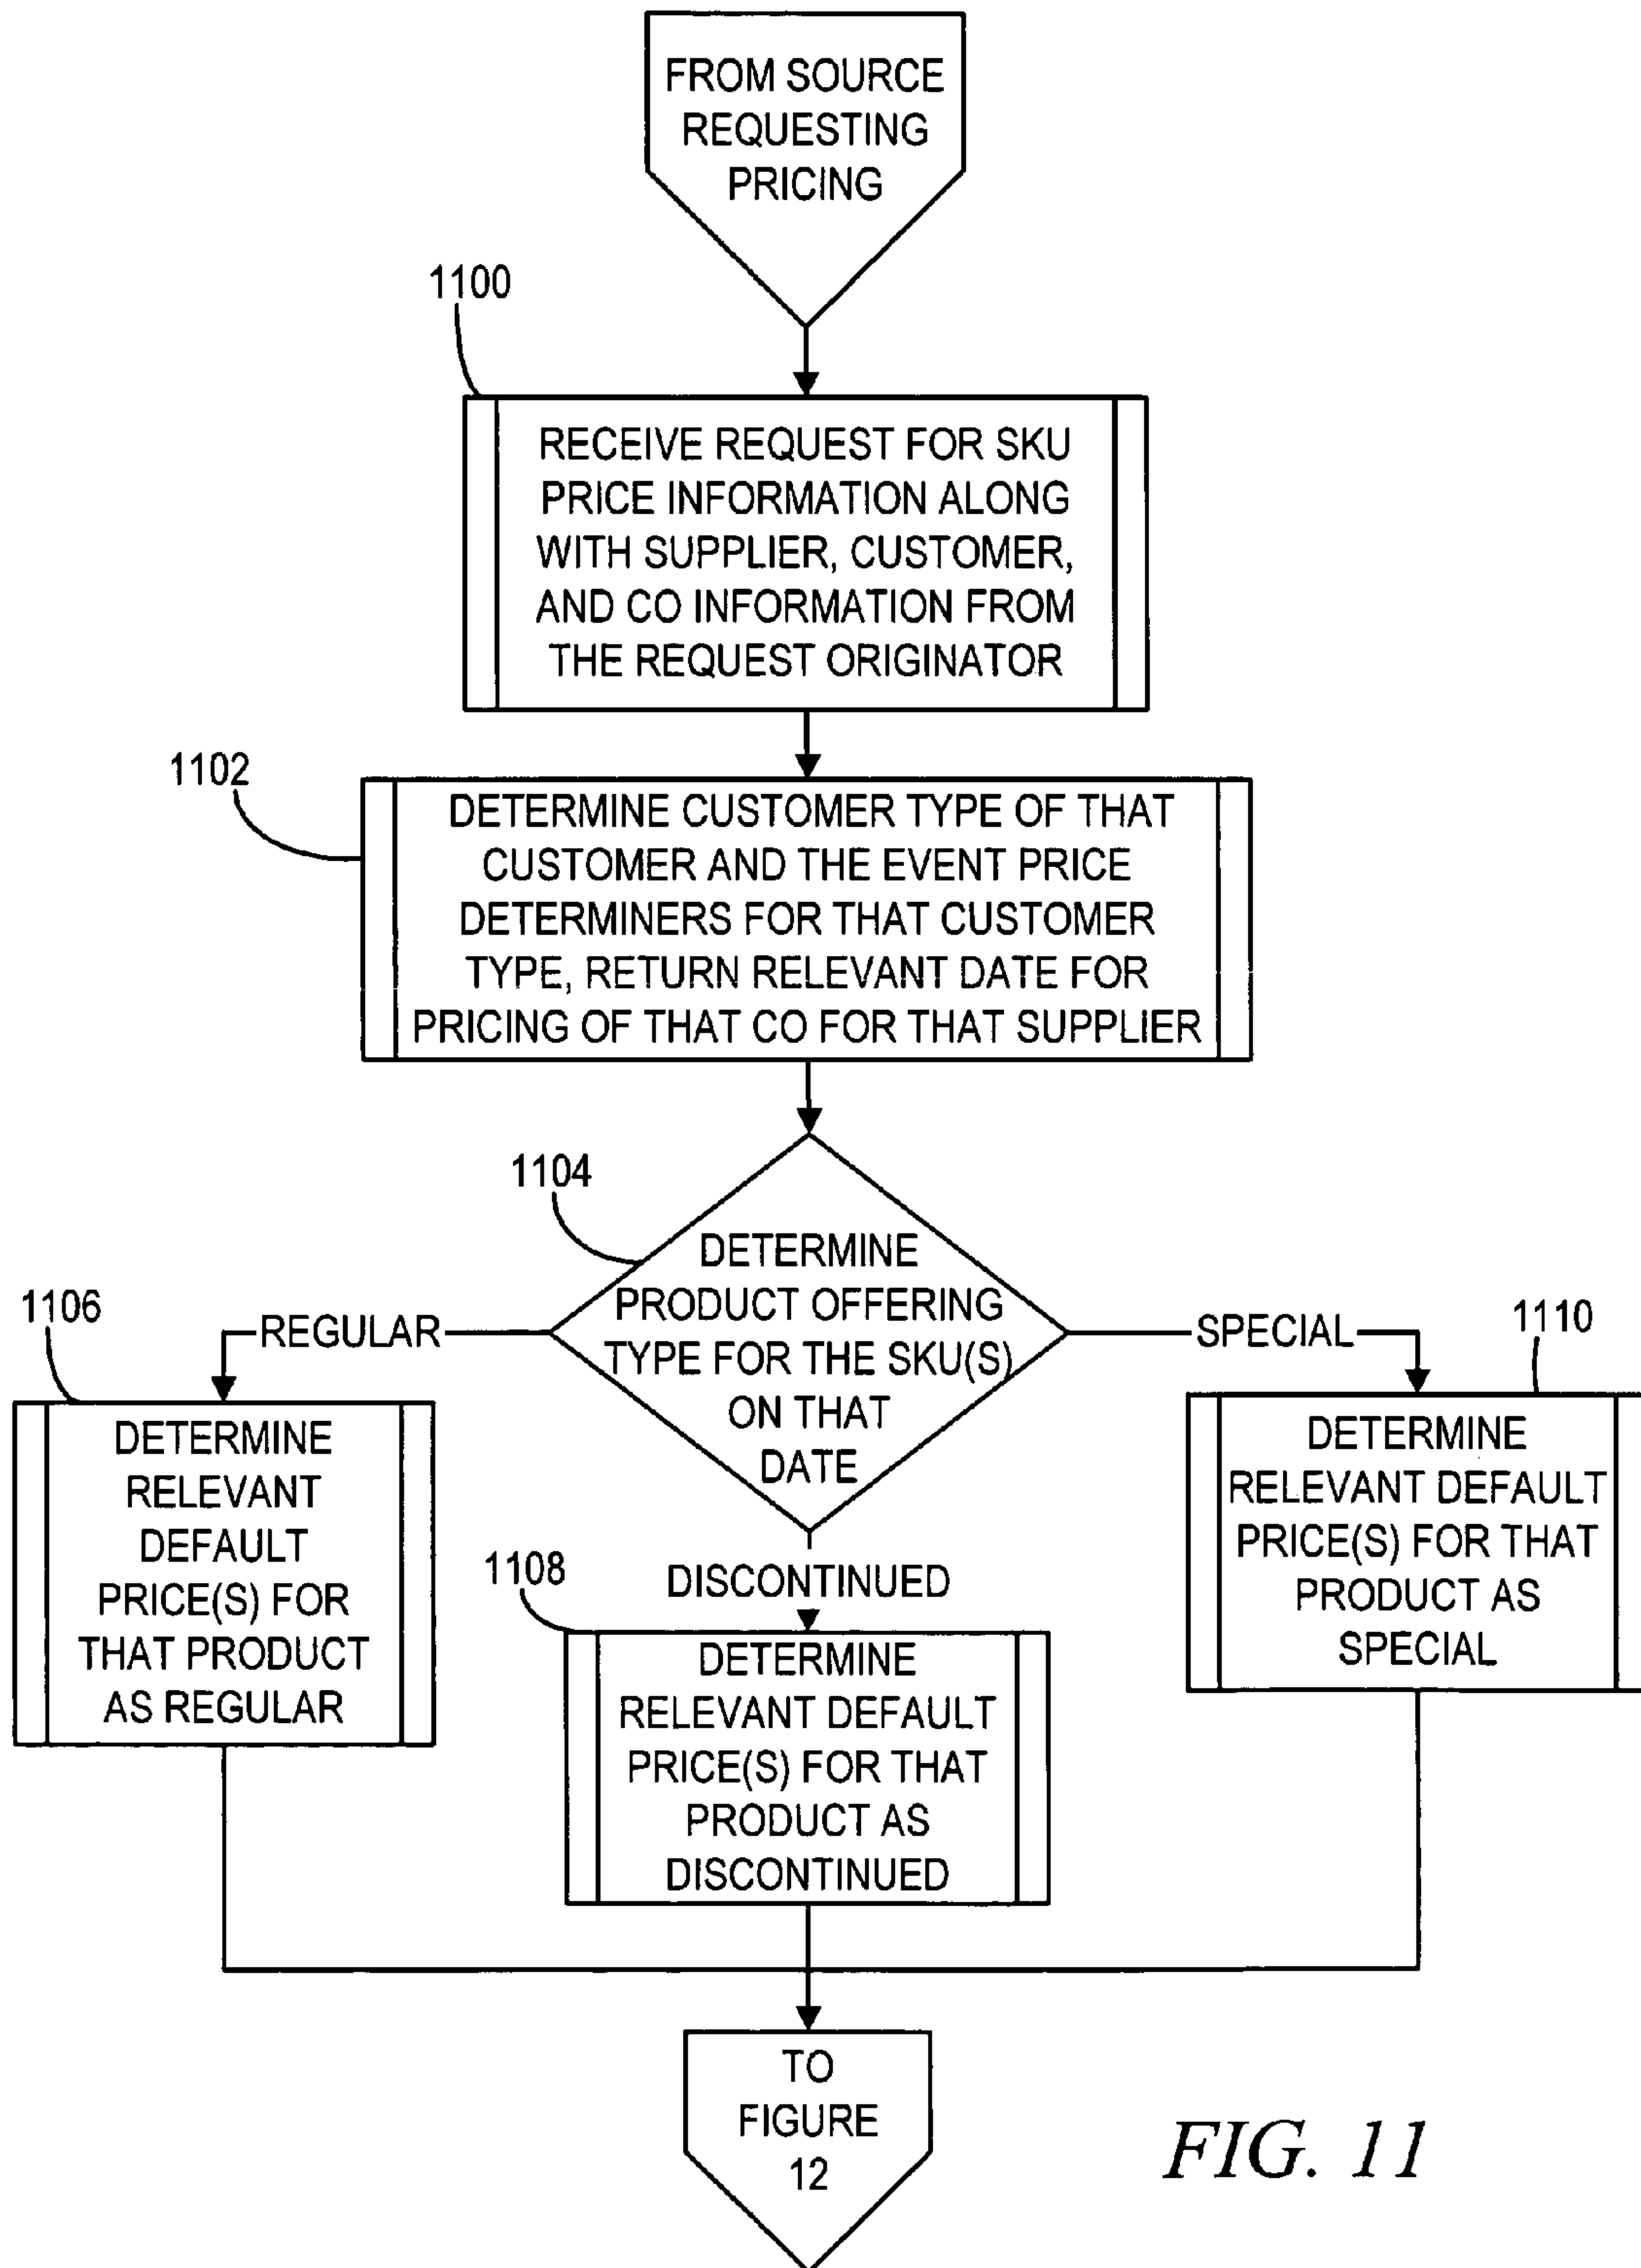 FROM SOURCE
REQUESTING
PRICING
1100
RECEIVE REQUEST FOR SKU
PRICE INFORMATION ALONG
WITH SUPPLIER, CUSTOMER,
AND CO INFORMATION FROM
THE REQUEST ORIGINATOR
1102
DETERMINE CUSTOMER TYPE OF THAT
CUSTOMER AND THE EVENT PRICE
DETERMINERS FOR THAT CUSTOMER
TYPE, RETURN RELEVANT DATE FOR
PRICING OF THAT CO FOR THAT SUPPLIER
1104
DETERMINE
PRODUCT OFFERING
TYPE FOR THE SKU(S)
ON THAT
DATE
REGULAR
1106
DETERMINE
RELEVANT
DEFAULT
PRICE(S) FOR
THAT PRODUCT
AS REGULAR
DISCONTINUED
1108
DETERMINE
RELEVANT DEFAULT
PRICE(S) FOR THAT
PRODUCT AS
DISCONTINUED
SPECIAL
1110
DETERMINE
RELEVANT DEFAULT
PRICE(S) FOR THAT
PRODUCT AS
SPECIAL
TO
FIGURE
12
FIG. 11